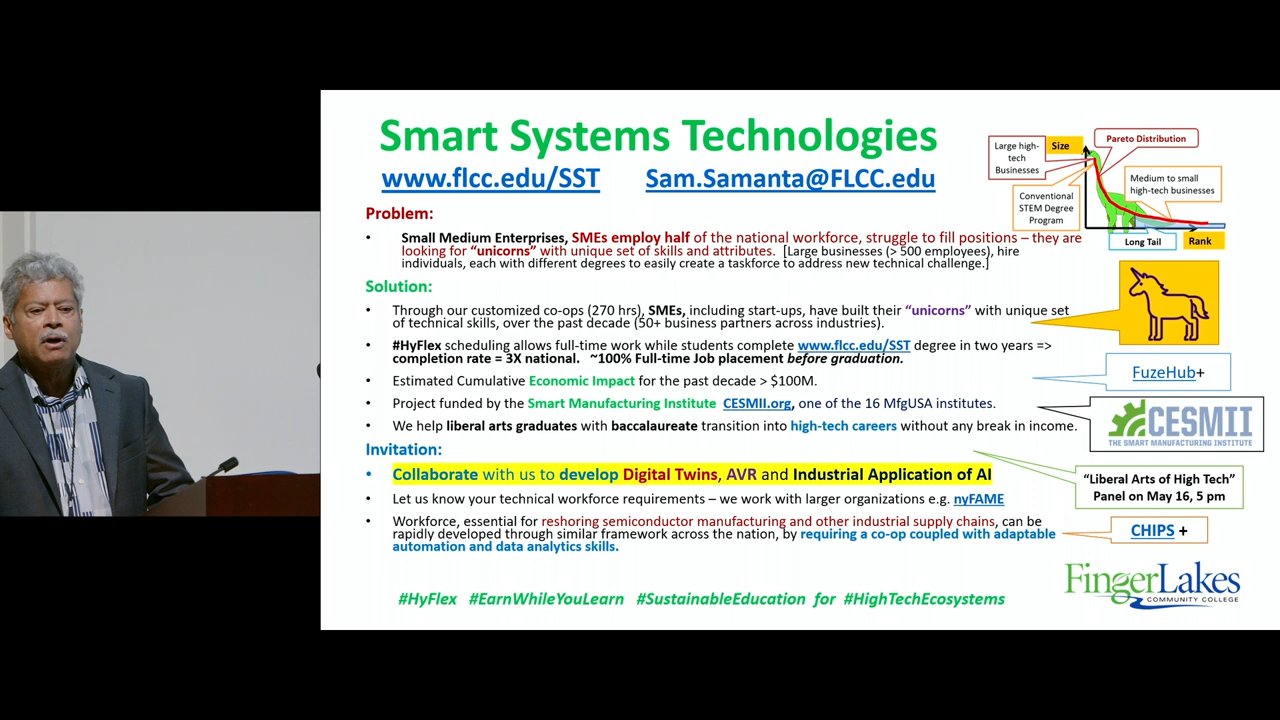 Smart Systems Technologies
www.flcc.edu/SST Sam.Samanta@FLCC.edu
Large high-
tech
Businesses
Size
Pareto Distribution
Conventional
STEM Degree
Program
Medium to small
high-tech businesses
Long Tail
Rank
Problem:
• Small Medium Enterprises, SMEs employ half of the national workforce, struggle to fill positions – they are
looking for “unicorns” with unique set of skills and attributes. [Large businesses (> 500 employees), hire
individuals, each with different degrees to easily create a taskforce to address new technical challenge.]
Solution:
• Through our customized co-ops (270 hrs), SMEs, including start-ups, have built their “unicorns” with unique set
of technical skills, over the past decade (50+ business partners across industries).
• #HyFlex scheduling allows full-time work while students complete www.flcc.edu/SST degree in two years =>
completion rate = 3X national. ~100% Full-time Job placement before graduation.
• Estimated Cumulative Economic Impact for the past decade > $100M.
• Project funded by the Smart Manufacturing Institute CESMII.org, one of the 16 MfgUSA institutes.
• We help liberal arts graduates with baccalaureate transition into high-tech careers without any break in income.
FuzeHub+
CESMII
THE SMART MANUFACTURING INSTITUTE
Invitation:
• Collaborate with us to develop Digital Twins, AVR and Industrial Application of AI
• Let us know your technical workforce requirements – we work with larger organizations e.g. nyFAME
• Workforce, essential for reshoring semiconductor manufacturing and other industrial supply chains, can be
rapidly developed through similar framework across the nation, by requiring a co-op coupled with adaptable
automation and data analytics skills.
“Liberal Arts of High Tech”
Panel on May 16, 5 pm
CHIPS +
FingerLakes
COMMUNITY COLLEGE
#HyFlex #EarnWhileYouLearn #SustainableEducation for #HighTechEcosystems